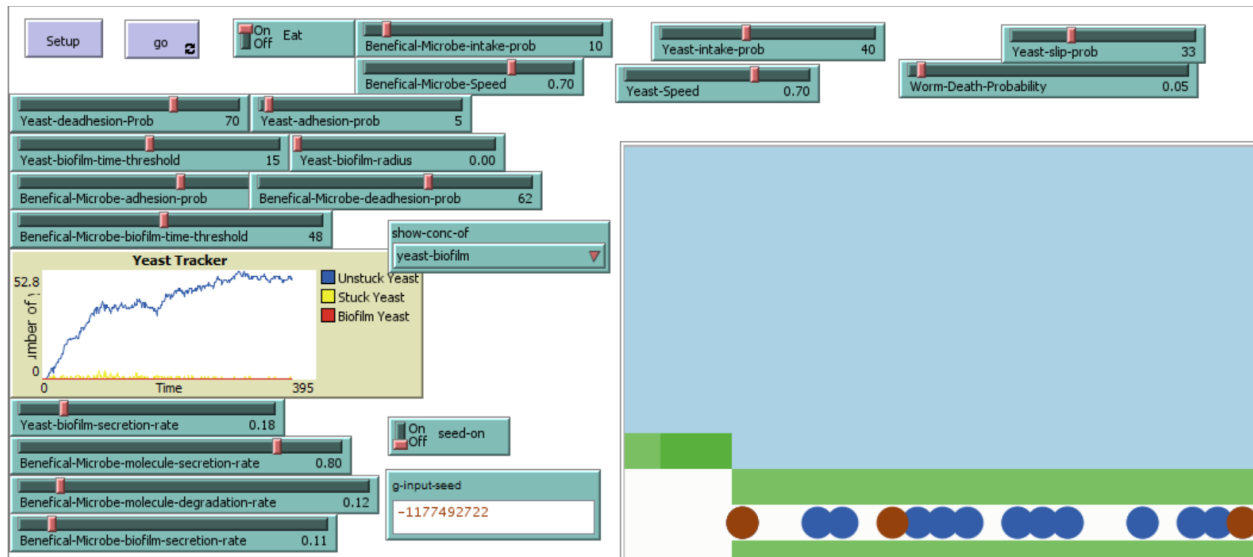 Setup
go
On
Off
Eat
Benefical-Microbe-intake-prob 10
Yeast-intake-prob 40
Yeast-slip-prob 33
Benefical-Microbe-Speed 0.70
Yeast-Speed 0.70
Worm-Death-Probability 0.05
Yeast-deadhesion-Prob 70
Yeast-adhesion-prob 5
Yeast-biofilm-time-threshold 15
Yeast-biofilm-radius 0.00
Benefical-Microbe-adhesion-prob
Benefical-Microbe-deadhesion-prob 62
Benefical-Microbe-biofilm-time-threshold 48
show-conc-of
yeast-biofilm
Yeast Tracker
52.8
0
0
Time
395
Unstuck Yeast
Stuck Yeast
Biofilm Yeast
Yeast-biofilm-secretion-rate 0.18
On
Off
seed-on
Benefical-Microbe-molecule-secretion-rate 0.80
Benefical-Microbe-molecule-degradation-rate 0.12
Benefical-Microbe-biofilm-secretion-rate 0.11
g-input-seed
-1177492722